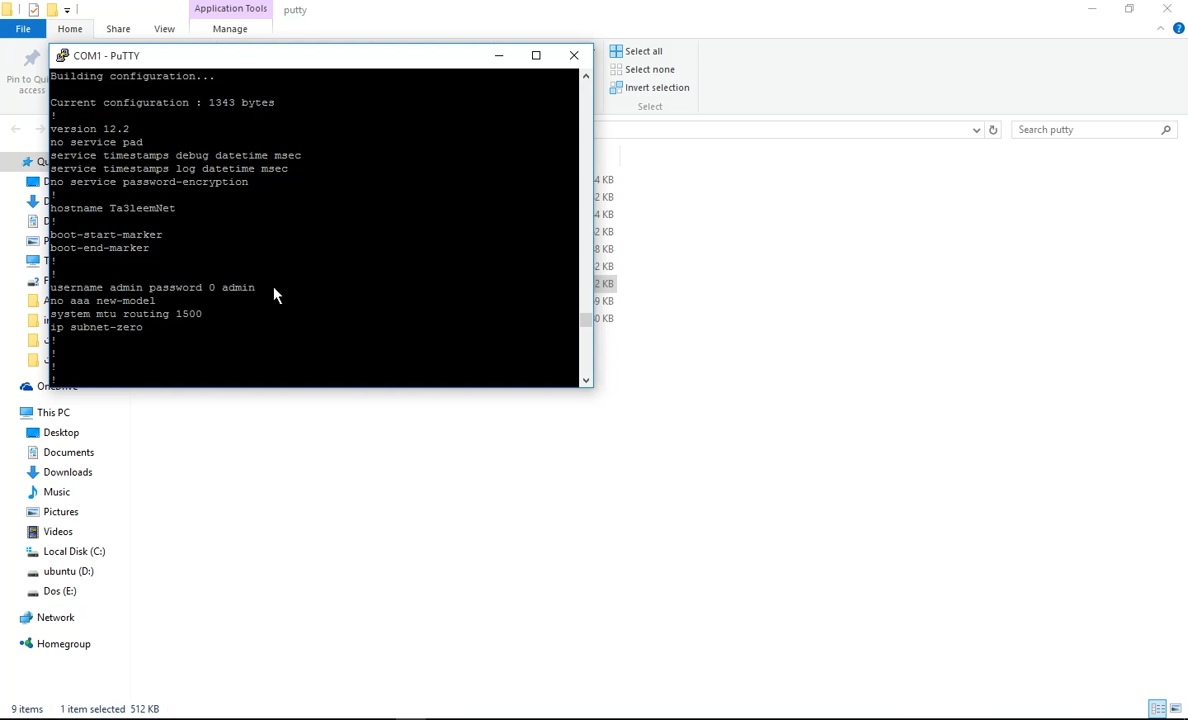 Application Tools
putty
File
Home
Share
View
Manage
Pin to Qui
access
Select all
Select none
Invert selection
Select
COM1 - PuTTY
Building configuration...
Current configuration : 1343 bytes
!
version 12.2
no service pad
service timestamps debug datetime msec
service timestamps log datetime msec
no service password-encryption
!
hostname Ta3leemNet
!
boot-start-marker
boot-end-marker
!
!
username admin password 0 admin
no aaa new-model
system mtu routing 1500
ip subnet-zero
!
!
!
!
Search putty
4 KB
2 KB
4 KB
2 KB
8 KB
2 KB
2 KB
9 KB
0 KB
OneDrive
This PC
Desktop
Documents
Downloads
Music
Pictures
Videos
Local Disk (C:)
ubuntu (D:)
Dos (E:)
Network
Homegroup
9 items
1 item selected 512 KB